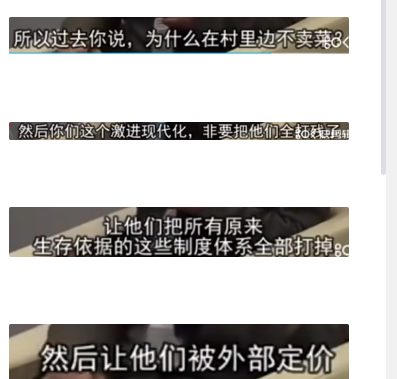 所以过去你说，为什么在村里边不卖菜?
然后你们这个激进现代化，非要把他们全打残了
让他们把所有原来
生存依据的这些制度体系全部打掉
然后让他们被外部定价